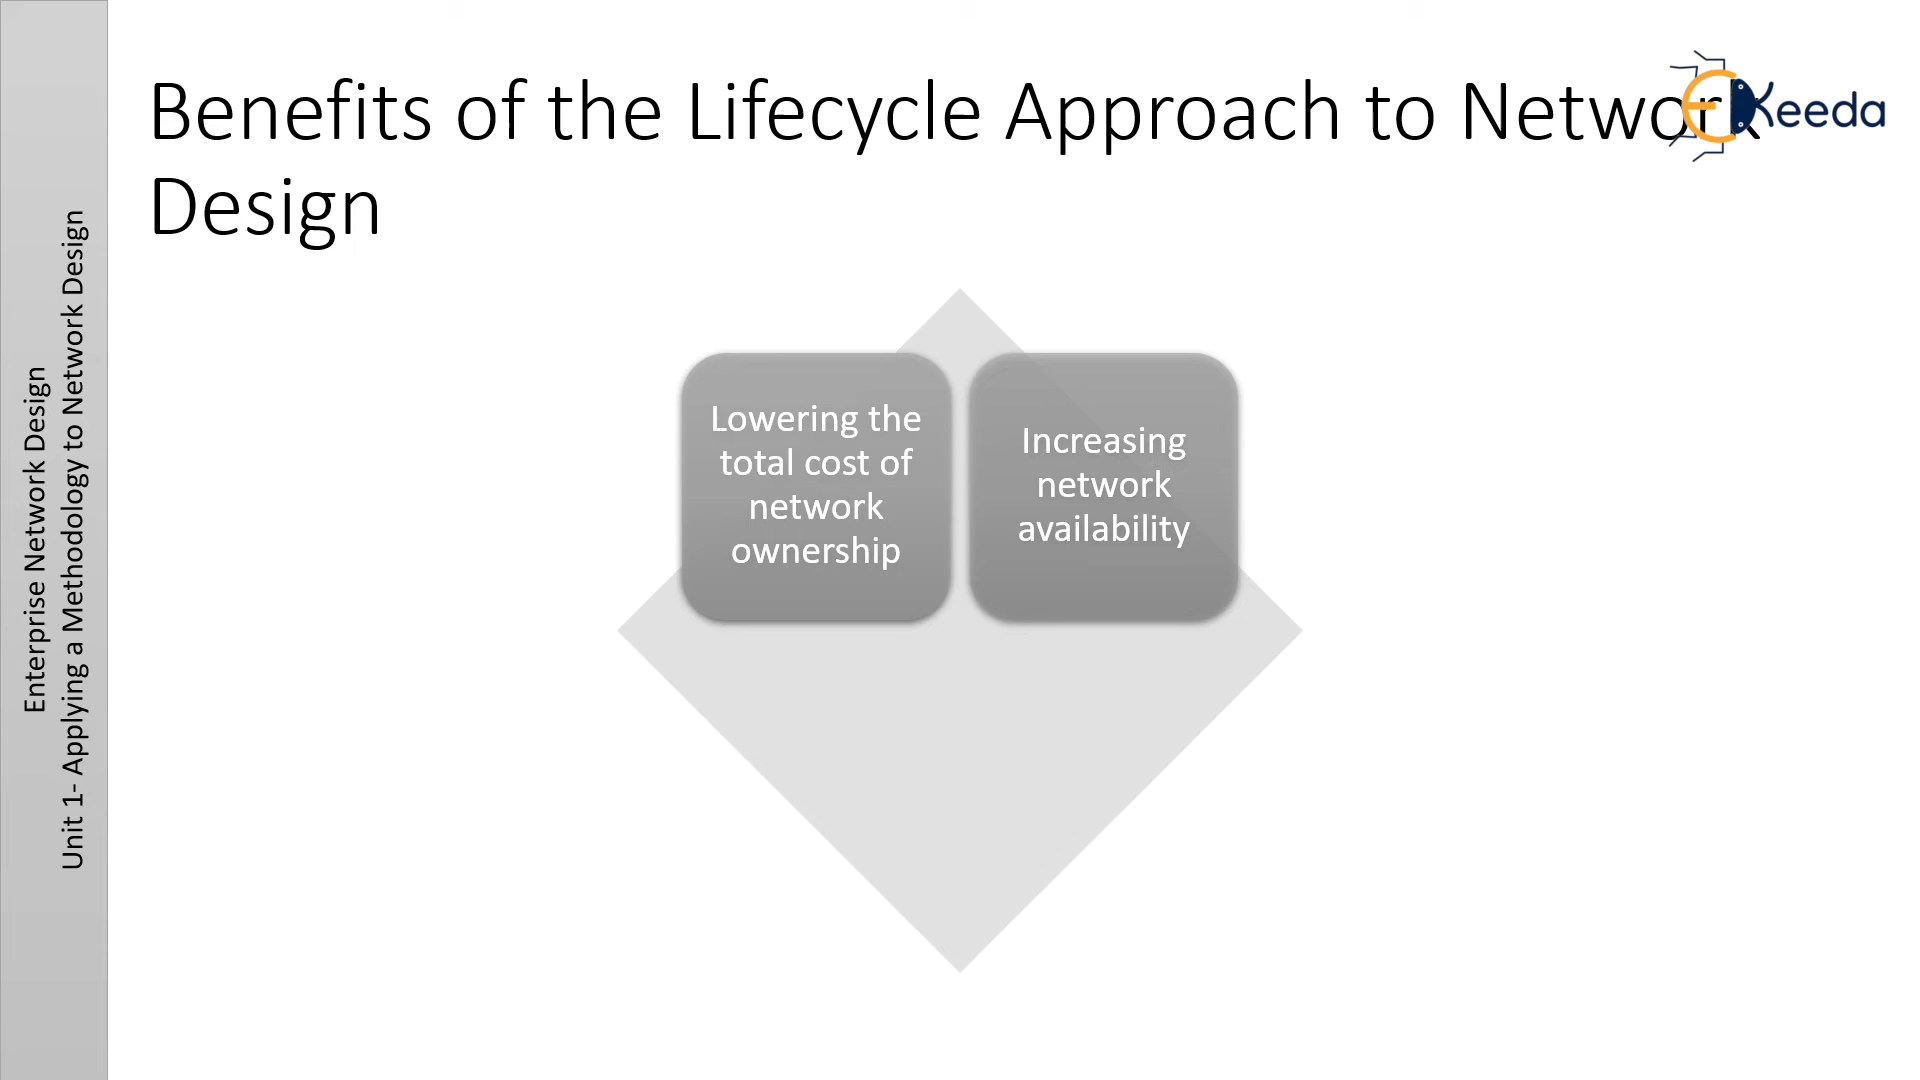 Benefits of the Lifecycle Approach to Network
Design
EKeeda
Lowering the
total cost of
network
ownership
Increasing
network
availability
Enterprise Network Design
Unit 1- Applying a Methodology to Network Design